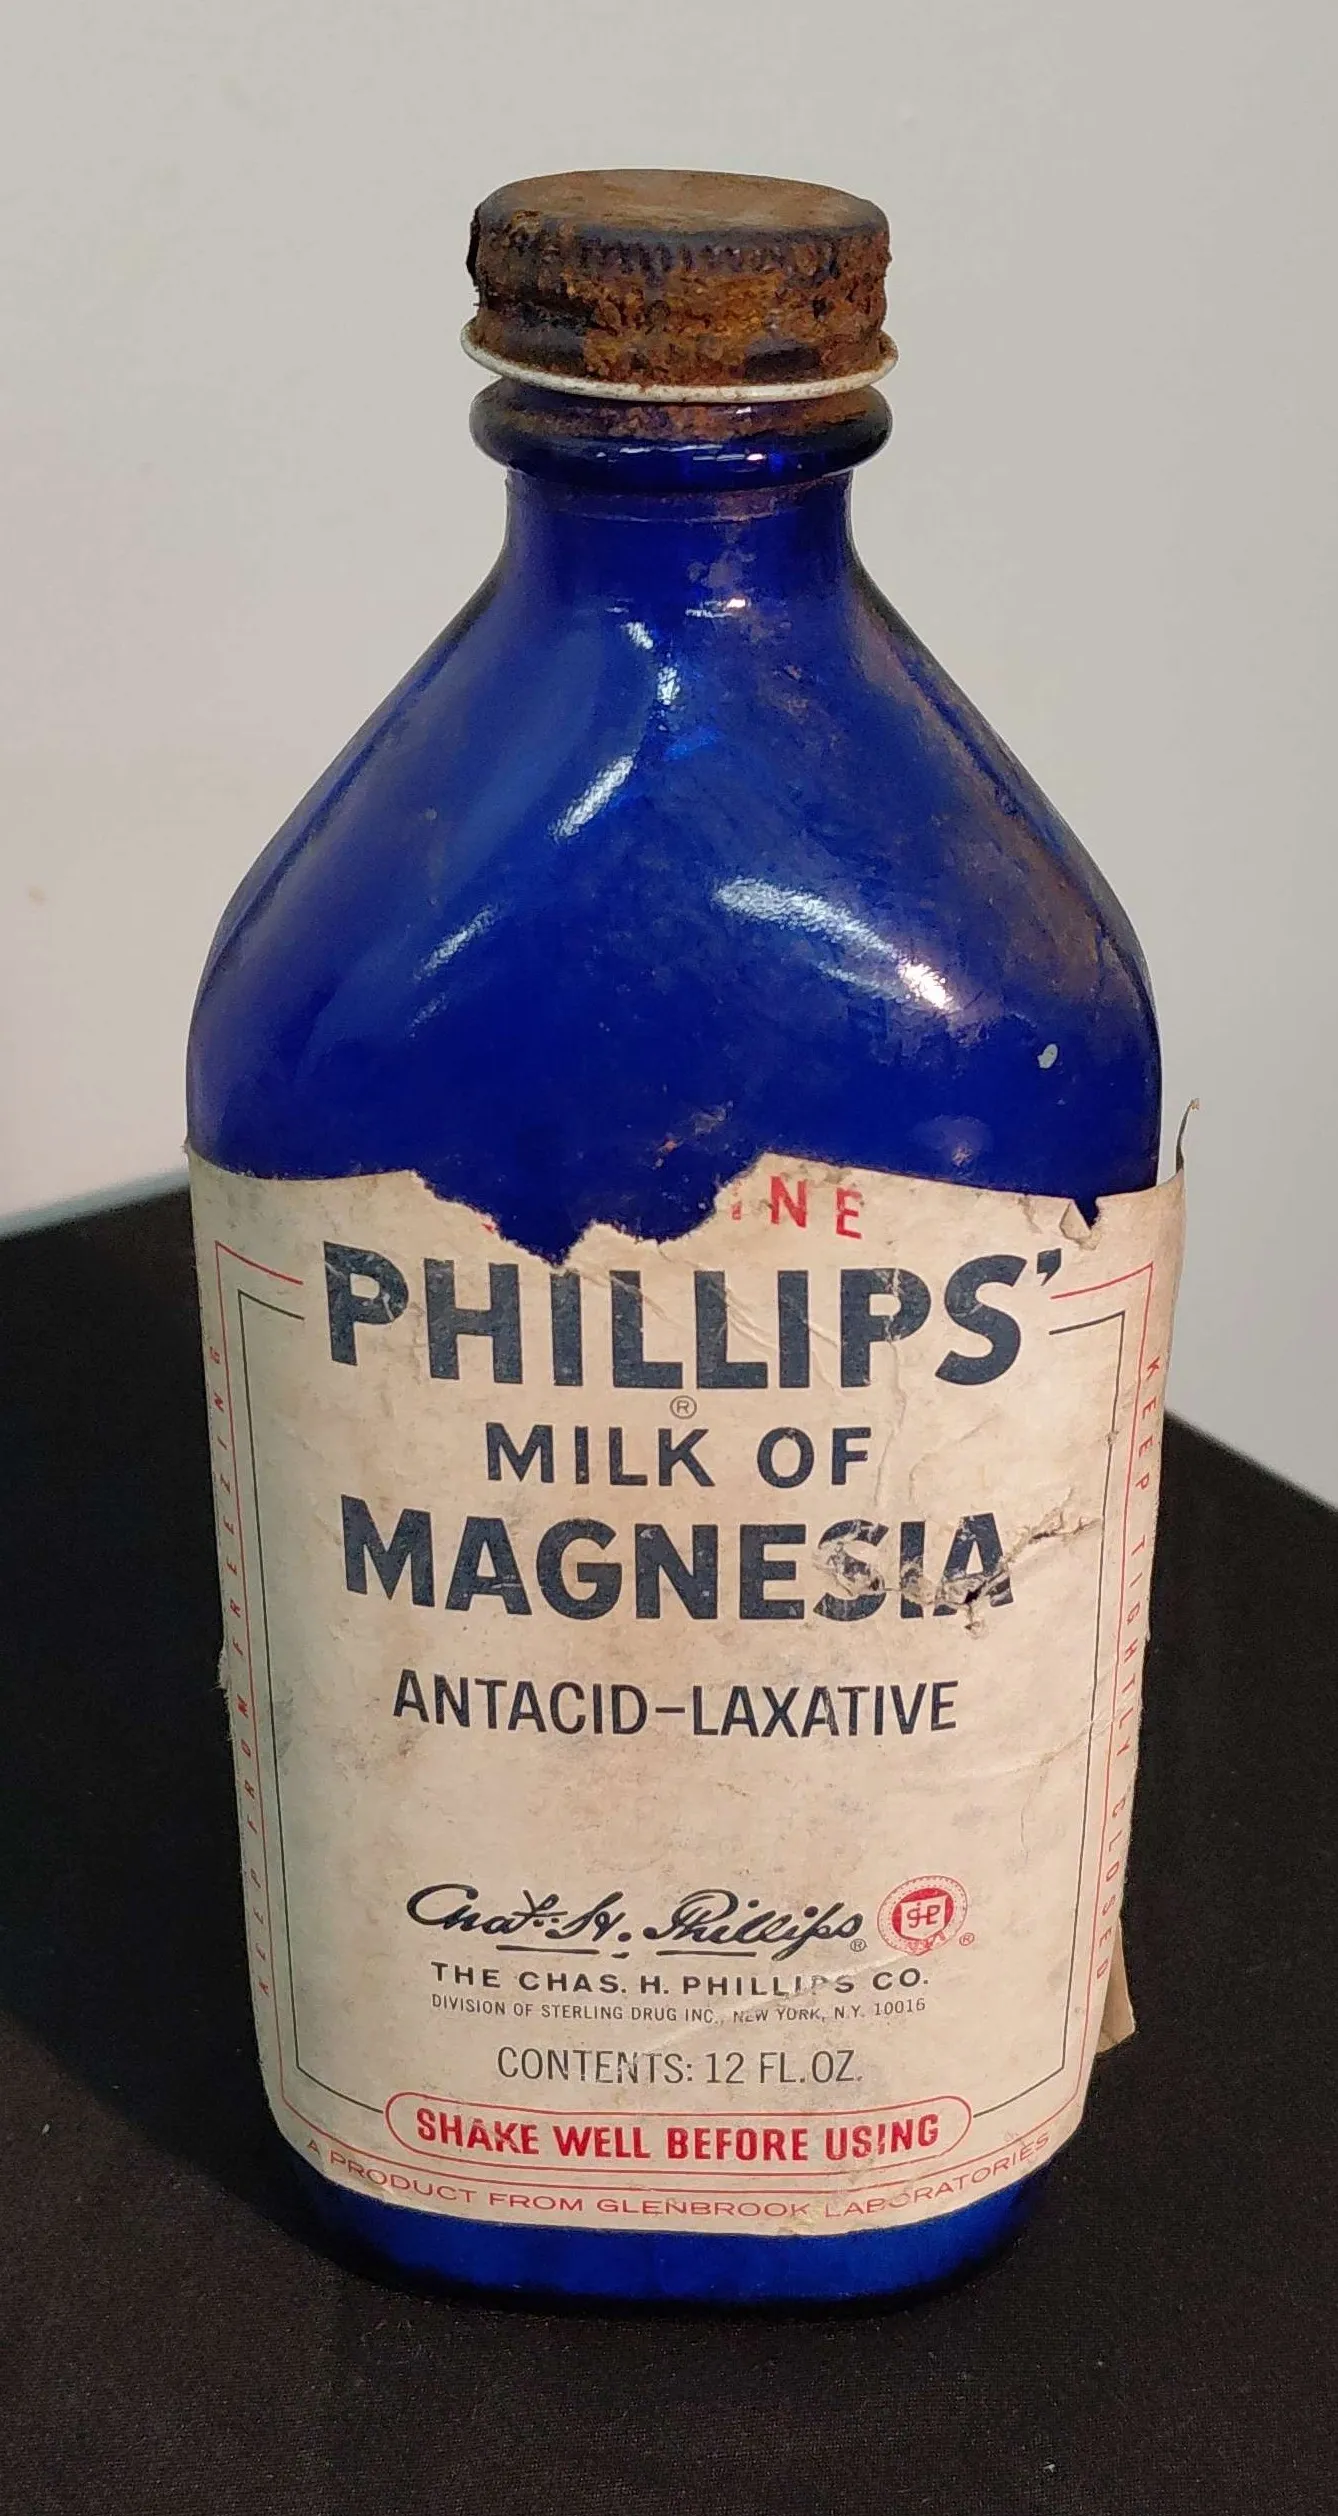 INE
PHILLIPS'
®
MILK OF
MAGNESIA
ANTACID-LAXATIVE
Chas. H. Phillips ®
®
THE CHAS. H. PHILLIPS CO.
DIVISION OF STERLING DRUG INC., NEW YORK, N.Y. 10016
CONTENTS: 12 FL.OZ.
SHAKE WELL BEFORE USING
A PRODUCT FROM GLENBROOK LABORATORIES
KEEP FROM FREEZING
KEEP TIGHTLY CLOSED